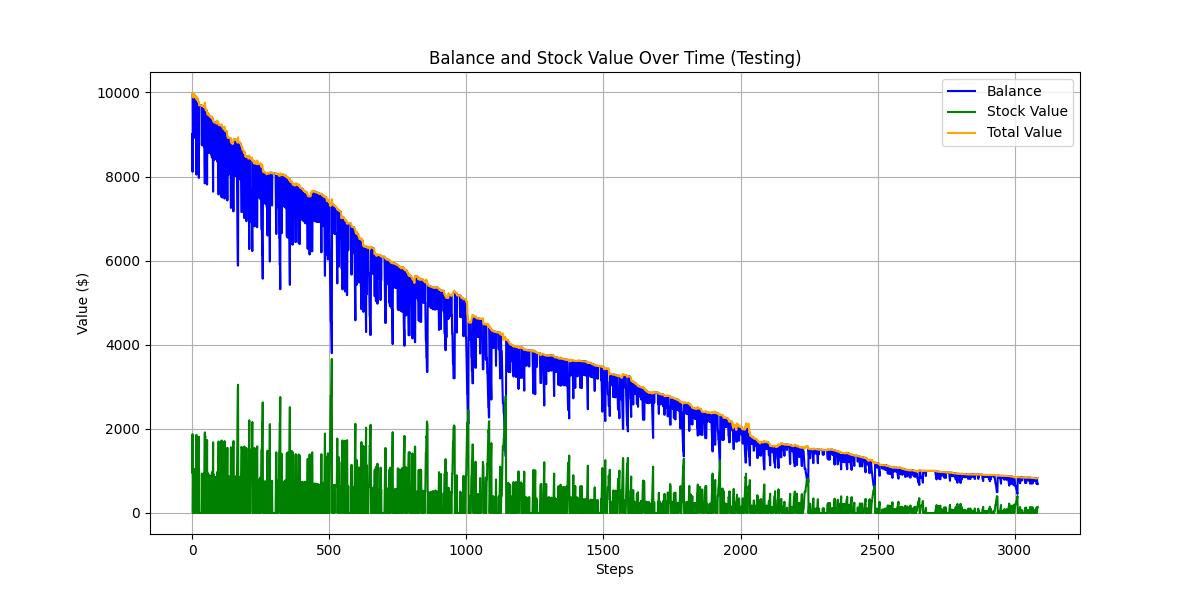 Balance and Stock Value Over Time (Testing)
Balance
Stock Value
Total Value
Value ($)
10000
8000
6000
4000
2000
0
0 500 1000 1500 2000 2500 3000
Steps